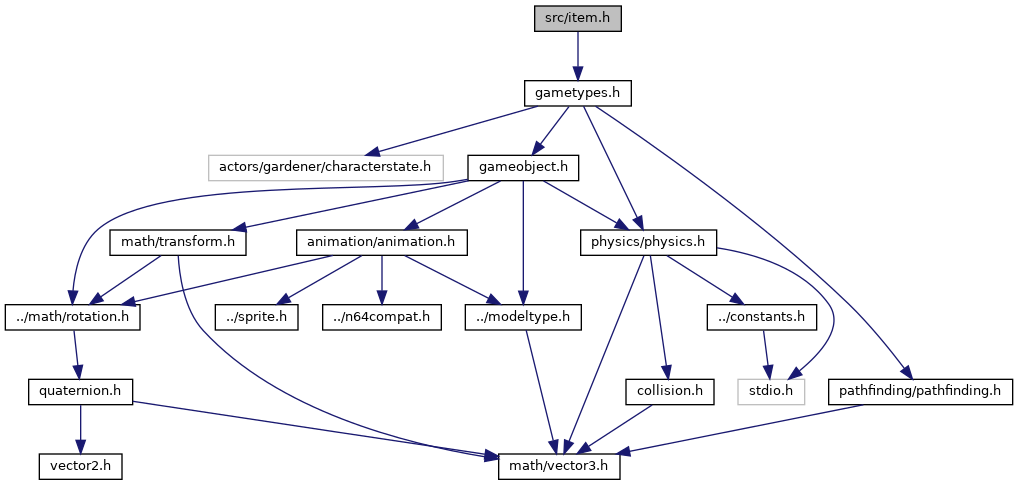 src/item.h
gametypes.h
actors/gardener/characterstate.h
gameobject.h
math/transform.h
animation/animation.h
physics/physics.h
../math/rotation.h
../sprite.h
../n64compat.h
../modeltype.h
../constants.h
quaternion.h
collision.h
stdio.h
pathfinding/pathfinding.h
vector2.h
math/vector3.h